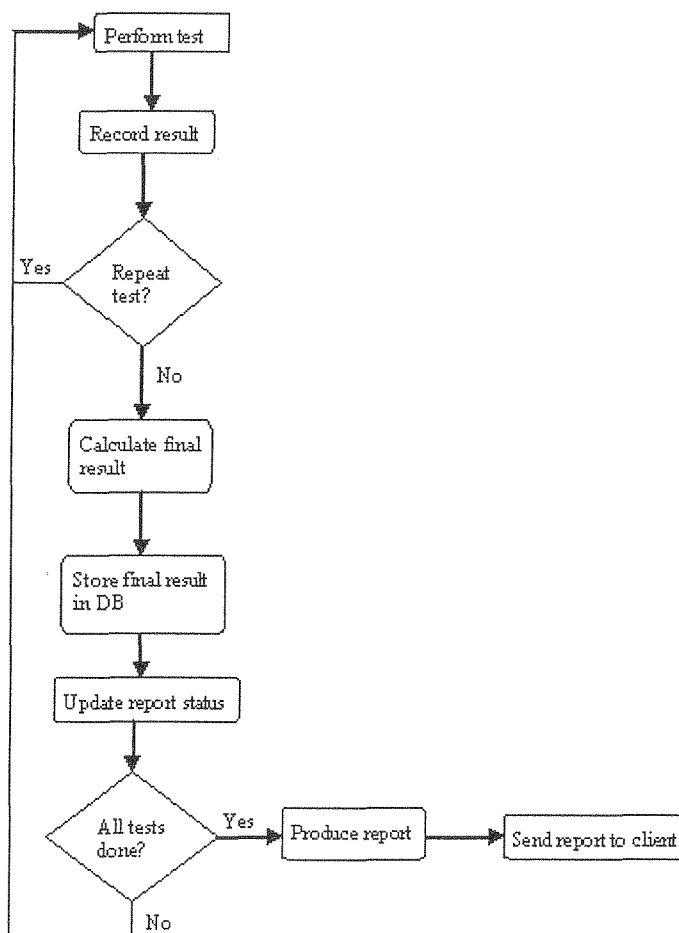 Perform test
Record result
Yes
Repeat
test?
No
Calculate final
result
Store final result
in DB
Update report status
All tests
done?
Yes
Produce report
Send report to client
No